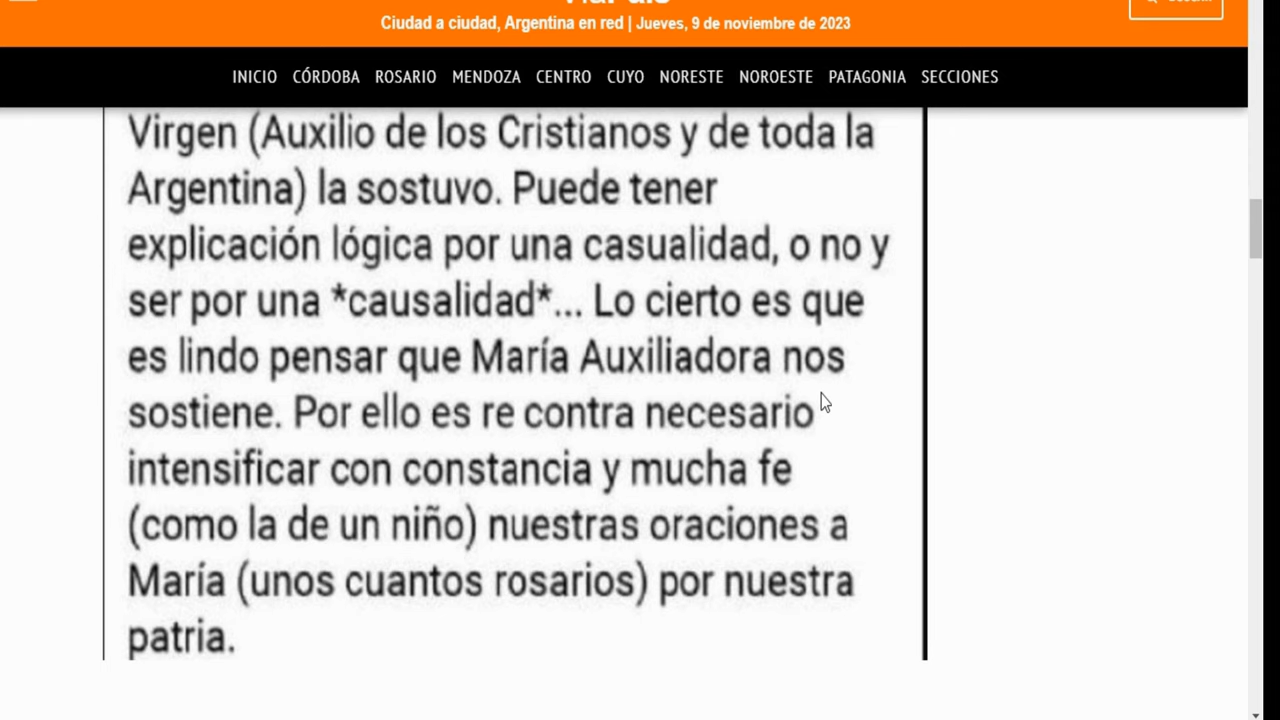 Ciudad a ciudad, Argentina en red | Jueves, 9 de noviembre de 2023
INICIO CÓRDOBA ROSARIO MENDOZA CENTRO CUYO NORESTE NOROESTE PATAGONIA SECCIONES
Virgen (Auxilio de los Cristianos y de toda la
Argentina) la sostuvo. Puede tener
explicación lógica por una casualidad, o no y
ser por una *causalidad*... Lo cierto es que
es lindo pensar que María Auxiliadora nos
sostiene. Por ello es re contra necesario
intensificar con constancia y mucha fe
(como la de un niño) nuestras oraciones a
María (unos cuantos rosarios) por nuestra
patria.